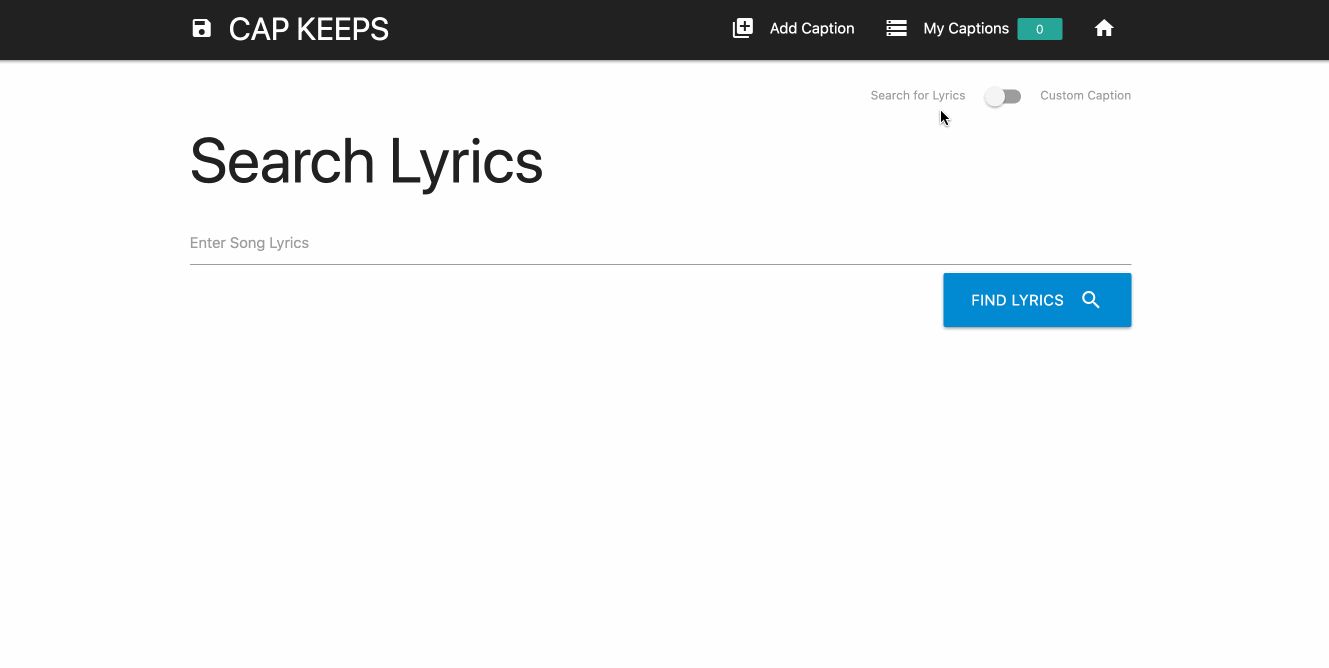 CAP KEEPS
Add Caption
My Captions 0
Search for Lyrics
Custom Caption
Search Lyrics
Enter Song Lyrics
FIND LYRICS